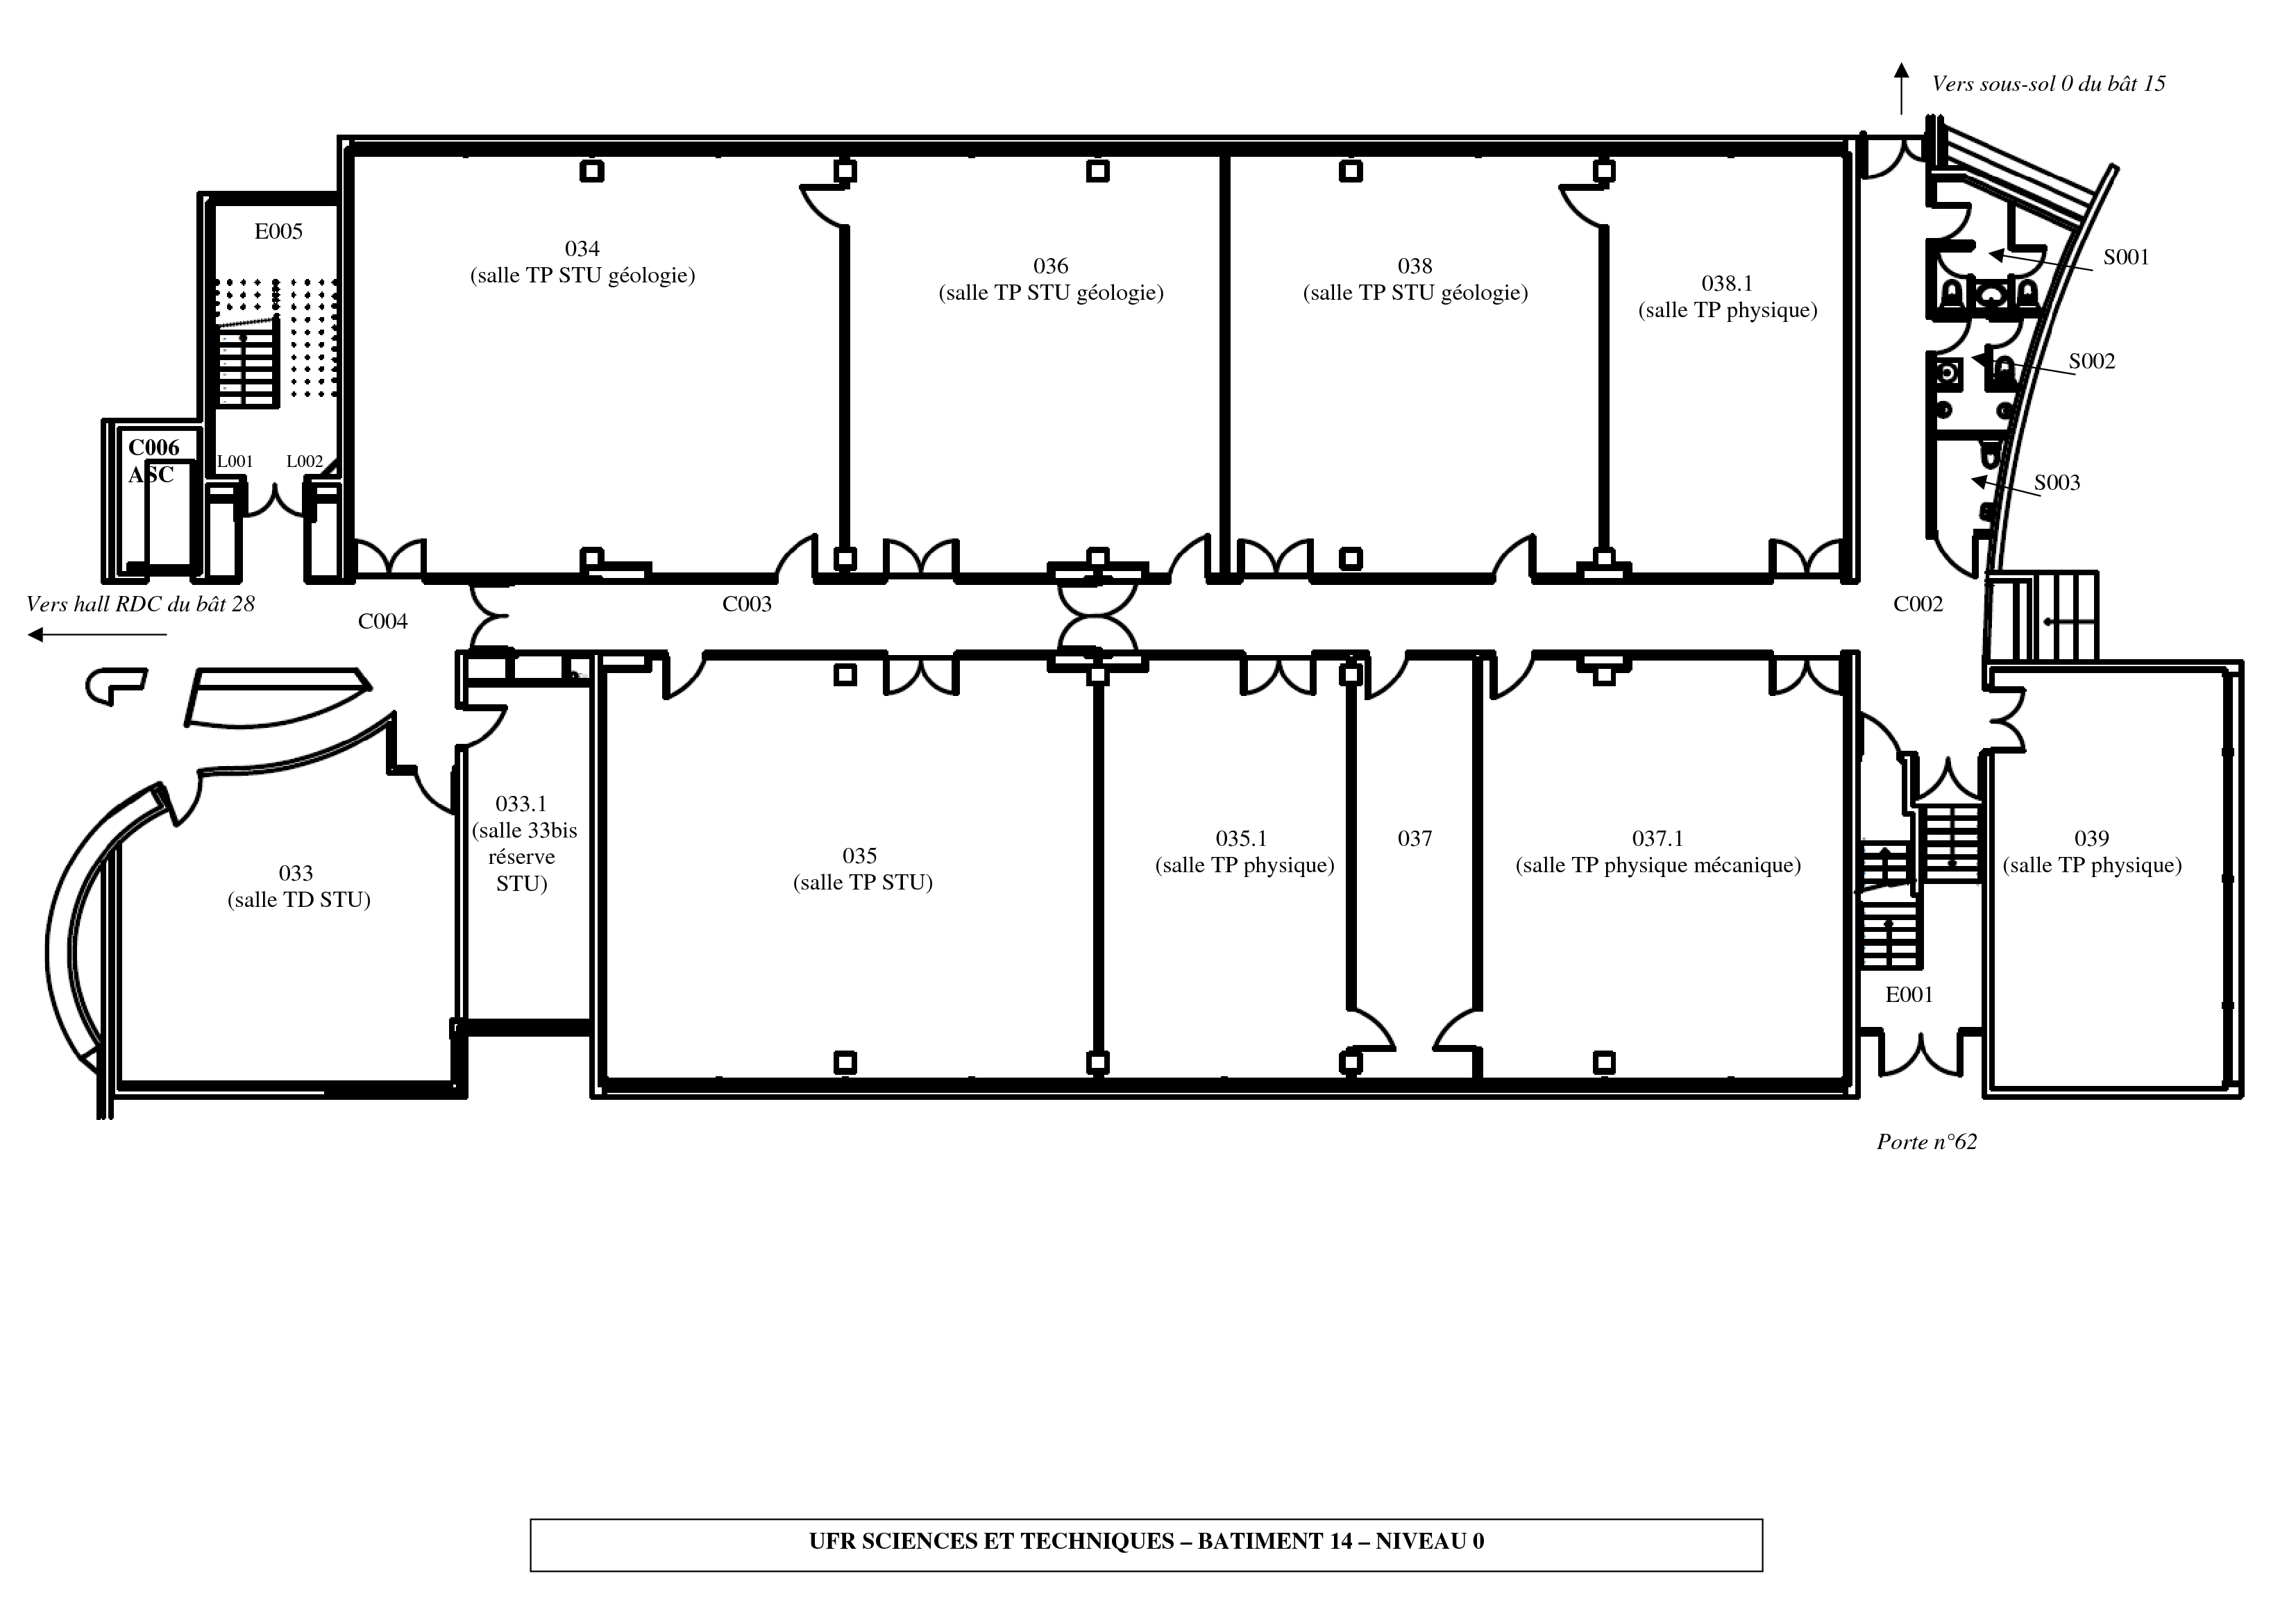 Vers sous-sol 0 du bât 15
E005
034
(salle TP STU géologie)
036
(salle TP STU géologie)
038
(salle TP STU géologie)
038.1
(salle TP physique)
S001
S002
S003
C006
ASC
L001
L002
Vers hall RDC du bât 28
C004
C003
C002
033
(salle TD STU)
033.1
(salle 33bis
réserve
STU)
035
(salle TP STU)
035.1
(salle TP physique)
037
037.1
(salle TP physique mécanique)
039
(salle TP physique)
E001
Porte n°62
UFR SCIENCES ET TECHNIQUES – BATIMENT 14 – NIVEAU 0